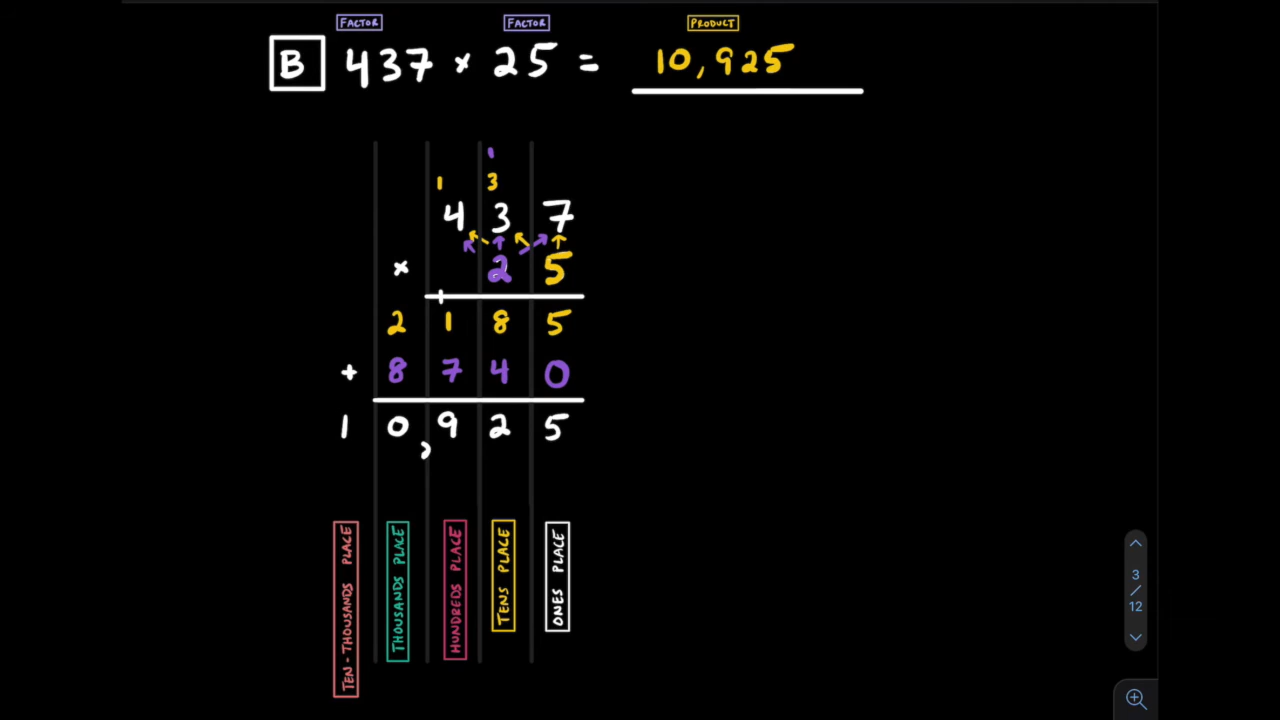 FACTOR FACTOR PRODUCT
B 437 × 25 = 10,925
1
1 3
4 3 7
× 2 5
1
2 1 8 5
+ 8 7 4 0
1 0, 9 2 5
TEN-THOUSANDS PLACE
THOUSANDS PLACE
HUNDREDS PLACE
TENS PLACE
ONES PLACE
3
/
12